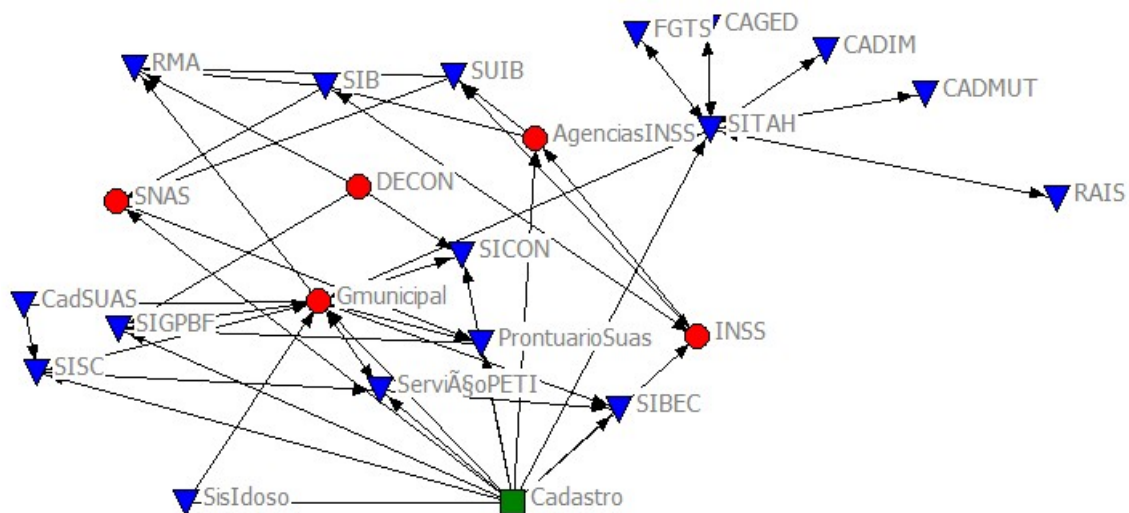 FGTS
CAGED
RMA
SIB
SUIB
CADIM
CADMUT
AgenciasINSS
SITAH
SNAS
DECON
RAIS
SICON
CadSUAS
Gmunicipal
SIGPBF
ProntuarioSuas
INSS
SISC
ServiÃ§oPETI
SIBEC
SisIdoso
Cadastro